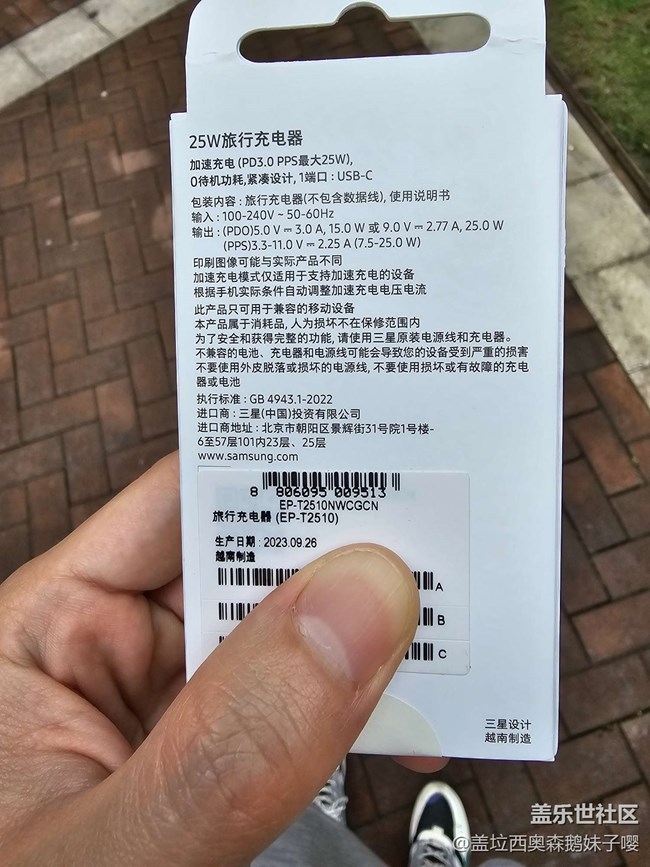 25W旅行充电器
加速充电 (PD3.0 PPS最大25W),
0待机功耗,紧凑设计, 1端口 : USB-C
包装内容 : 旅行充电器(不包含数据线), 使用说明书
输入 : 100-240V ~ 50-60Hz
输出 : (PDO)5.0 V ⎓ 3.0 A, 15.0 W 或 9.0 V ⎓ 2.77 A, 25.0 W
(PPS)3.3-11.0 V ⎓ 2.25 A (7.5-25.0 W)
印刷图像可能与实际产品不同
加速充电模式仅适用于支持加速充电的设备
根据手机实际条件自动调整加速充电电压电流
此产品只可用于兼容的移动设备
本产品属于消耗品, 人为损坏不在保修范围内
为了安全和获得完整的功能, 请使用三星原装电源线和充电器。
不兼容的电池、充电器和电源线可能会导致您的设备受到严重的损害
不要使用外皮脱落或损坏的电源线, 不要使用损坏或有故障的充电
器或电池
执行标准 : GB 4943.1-2022
进口商 : 三星(中国)投资有限公司
进口商地址 : 北京市朝阳区景辉街31号院1号楼-
6至57层101内23层、25层
www.samsung.com
8 806095 009513
EP-T2510NWCGCN
旅行充电器 (EP-T2510)
生产日期 : 2023.09.26
越南制造
A
B
C
三星设计
越南制造
盖乐世社区
@盖垃西奥森鹅妹子嘤